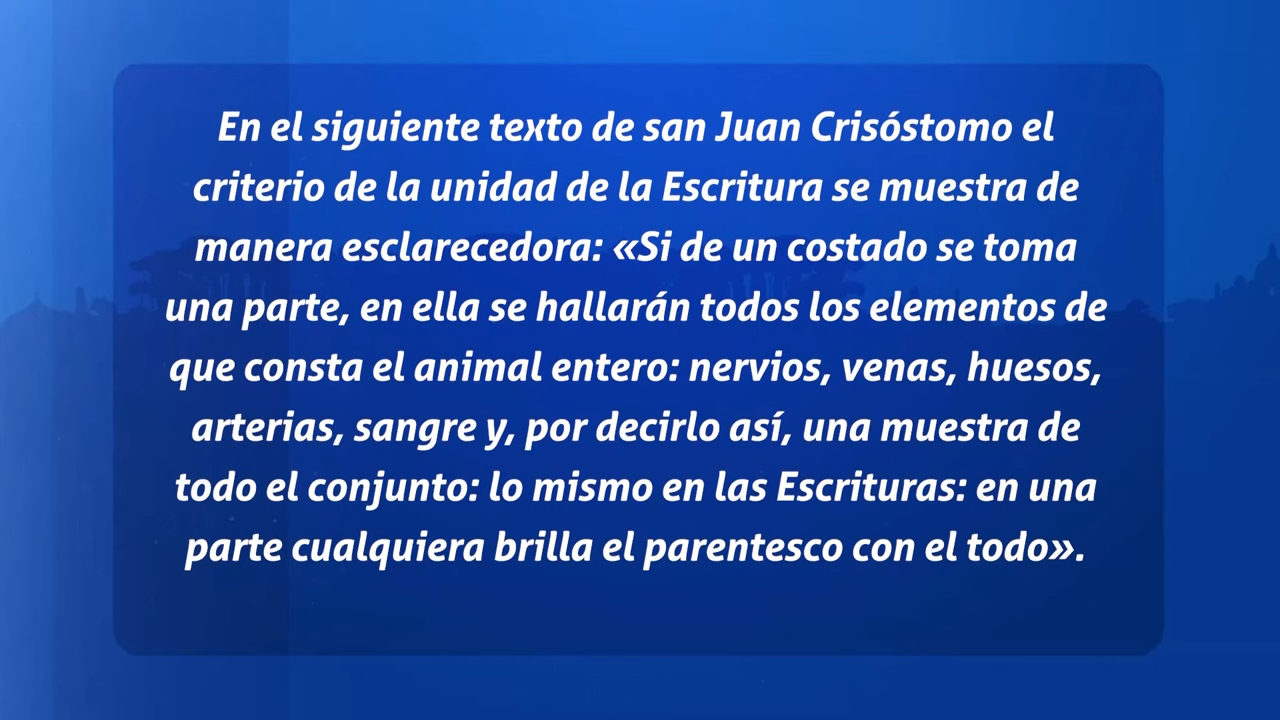 En el siguiente texto de san Juan Crisóstomo el
criterio de la unidad de la Escritura se muestra de
manera esclarecedora: «Si de un costado se toma
una parte, en ella se hallarán todos los elementos de
que consta el animal entero: nervios, venas, huesos,
arterias, sangre y, por decirlo así, una muestra de
todo el conjunto: lo mismo en las Escrituras: en una
parte cualquiera brilla el parentesco con el todo».